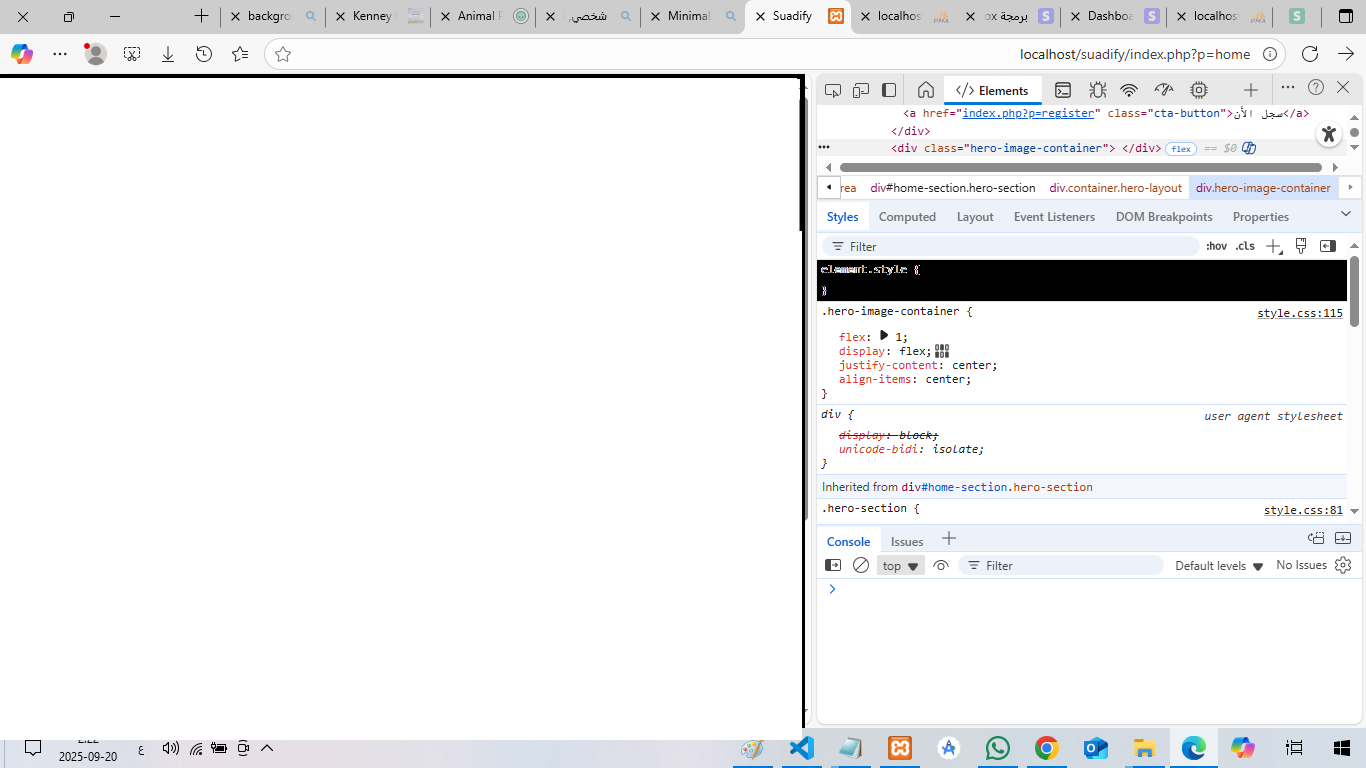 backgro
Kenney
Animal P
شخصي
Minimal
Suadify
localhos
برمجة ox
Dashboa
localhost
localhost/suadify/index.php?p=home
Elements
<a href="index.php?p=register" class="cta-button">سجل الآن</a>
</div>
<div class="hero-image-container"> </div> flex == $0
rea div#home-section.hero-section div.container.hero-layout div.hero-image-container
Styles Computed Layout Event Listeners DOM Breakpoints Properties
Filter :hov .cls
element.style {
}
.hero-image-container { style.css:115
flex: 1;
display: flex;
justify-content: center;
align-items: center;
}
div { user agent stylesheet
display: block;
unicode-bidi: isolate;
}
Inherited from div#home-section.hero-section
.hero-section { style.css:81
Console Issues
top Filter Default levels No Issues
2025-09-20 ع